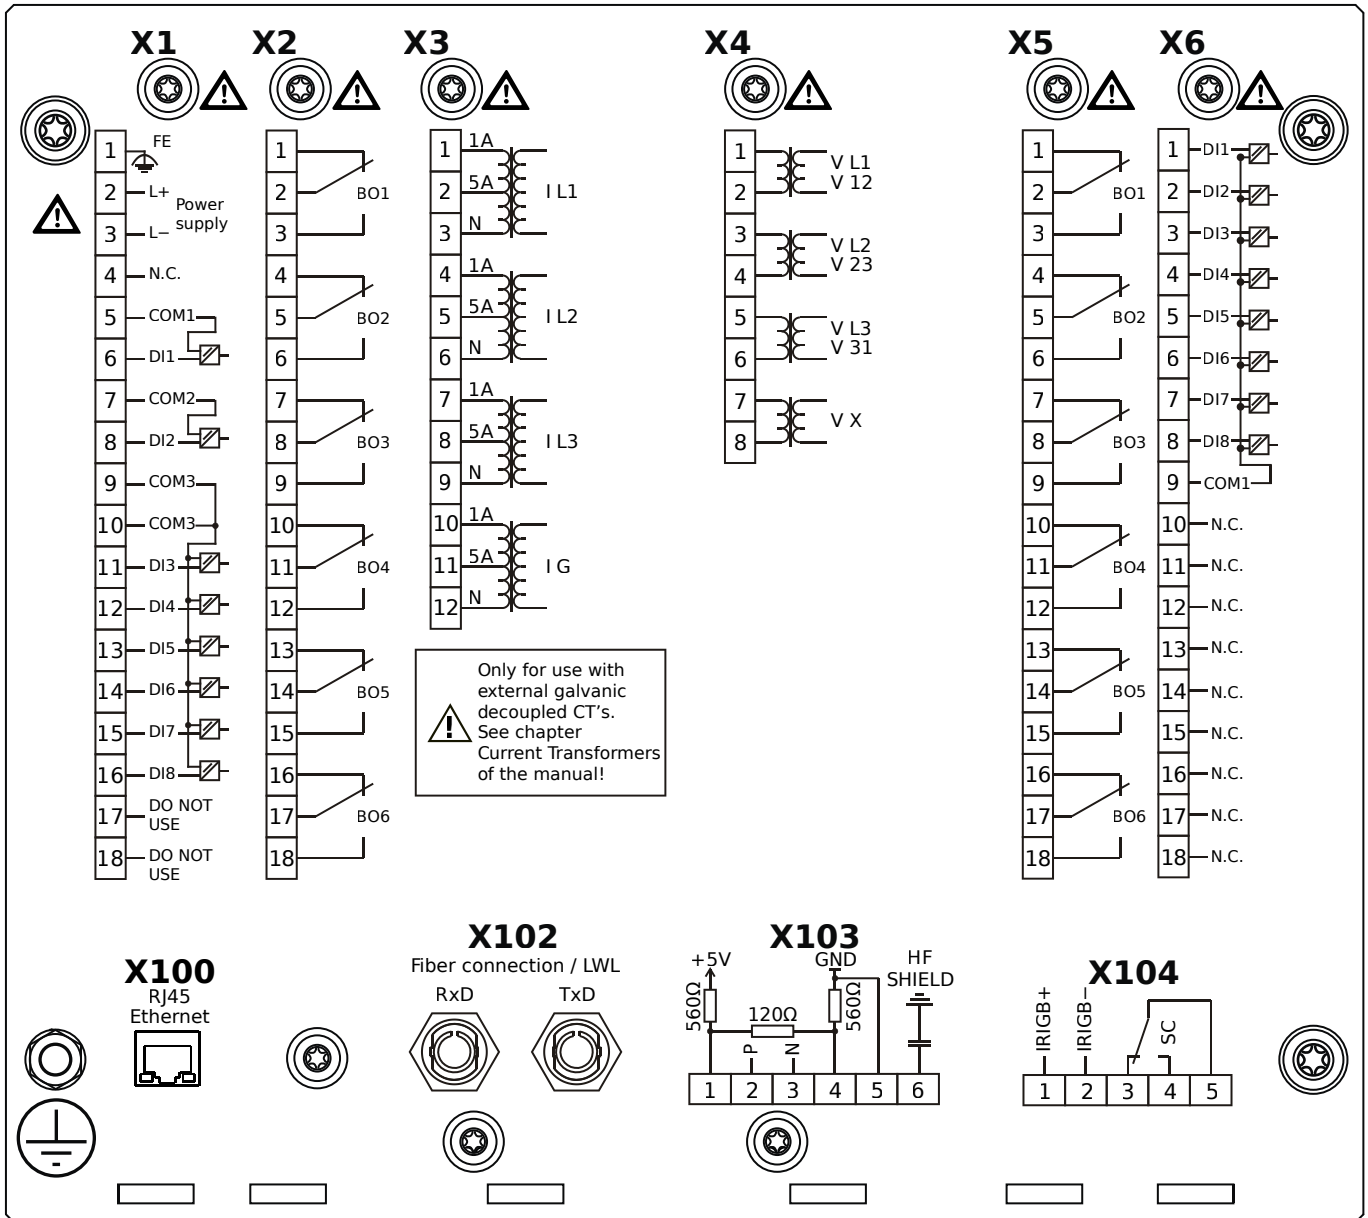 X1
X2
X3
X4
X5
X6
1 FE
2 L+
Power
supply
3 L−
4 N.C.
5 COM1
6 DI1
7 COM2
8 DI2
9 COM3
10 COM3
11 DI3
12 DI4
13 DI5
14 DI6
15 DI7
16 DI8
17 DO NOT
USE
18 DO NOT
USE
1
2 BO1
3
4
5 BO2
6
7
8 BO3
9
10
11 BO4
12
13
14 BO5
15
16
17 BO6
18
1 1A
2 5A I L1
3 N
4 1A
5 5A I L2
6 N
7 1A
8 5A I L3
9 N
10 1A
11 5A I G
12 N
Only for use with
external galvanic
decoupled CT's.
See chapter
Current Transformers
of the manual!
1 V L1
2 V 12
3 V L2
4 V 23
5 V L3
6 V 31
7 V X
8
1
2 BO1
3
4
5 BO2
6
7
8 BO3
9
10
11 BO4
12
13
14 BO5
15
16
17 BO6
18
1 DI1
2 DI2
3 DI3
4 DI4
5 DI5
6 DI6
7 DI7
8 DI8
9 COM1
10 N.C.
11 N.C.
12 N.C.
13 N.C.
14 N.C.
15 N.C.
16 N.C.
17 N.C.
18 N.C.
X100
RJ45
Ethernet
X102
Fiber connection / LWL
RxD TxD
X103
+5V GND HF
SHIELD
560Ω 120Ω 560Ω
P N
1 2 3 4 5 6
X104
IRIGB+ IRIGB− SC
1 2 3 4 5